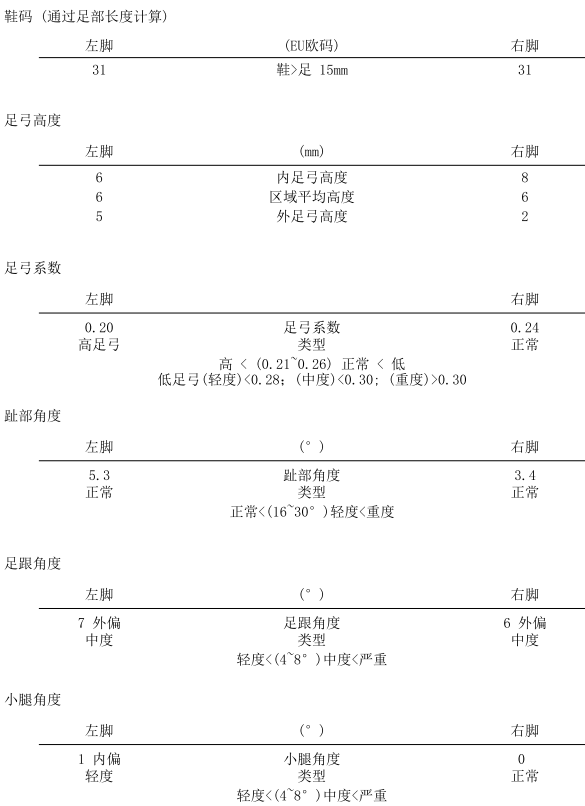 鞋码 (通过足部长度计算)
左脚 (EU欧码) 右脚
31 鞋>足 15mm 31
足弓高度
左脚 (mm) 右脚
6 内足弓高度 8
6 区域平均高度 6
5 外足弓高度 2
足弓系数
左脚 右脚
0.20 足弓系数 0.24
高足弓 类型 正常
高 < (0.21~0.26) 正常 < 低
低足弓(轻度)<0.28; (中度)<0.30; (重度)>0.30
趾部角度
左脚 (° ) 右脚
5.3 趾部角度 3.4
正常 类型 正常
正常<(16~30° )轻度<重度
足跟角度
左脚 (° ) 右脚
7 外偏 足跟角度 6 外偏
中度 类型 中度
轻度<(4~8° )中度<严重
小腿角度
左脚 (° ) 右脚
1 内偏 小腿角度 0
轻度 类型 正常
轻度<(4~8° )中度<严重